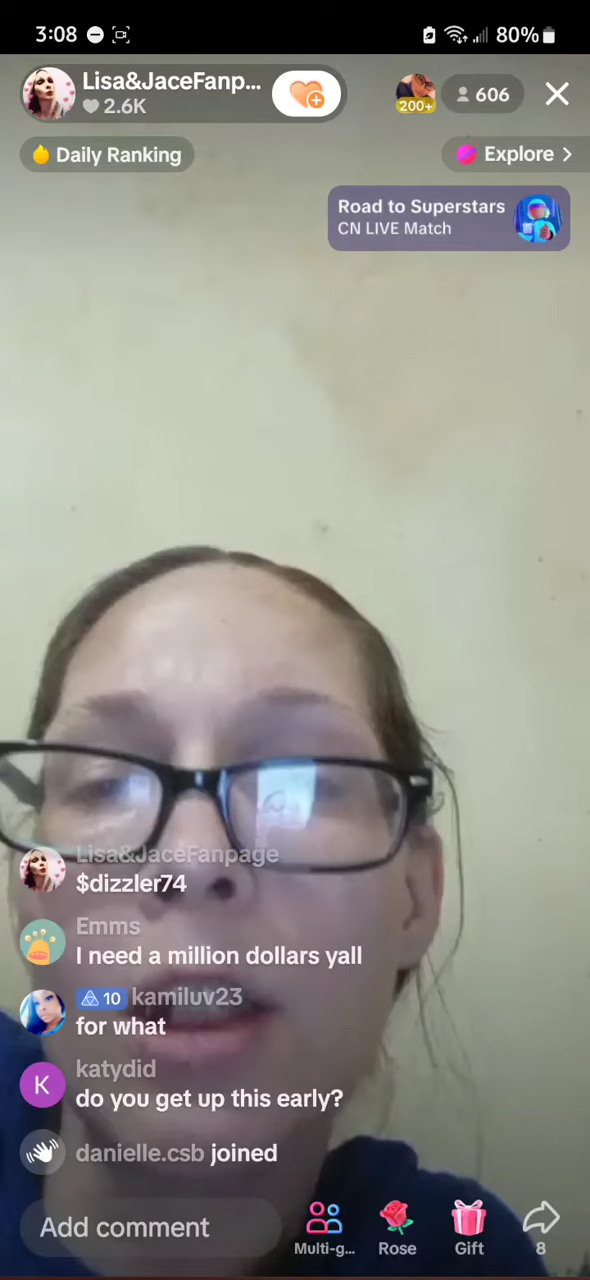 3:08
80%
Lisa&JaceFanp...
2.6K
200+
606
Daily Ranking
Explore >
Road to Superstars
CN LIVE Match
Lisa&JaceFanpage
$dizzler74
Emms
I need a million dollars yall
10 kamiluv23
for what
K
katydid
do you get up this early?
danielle.csb joined
Add comment
Multi-g...
Rose
Gift
8